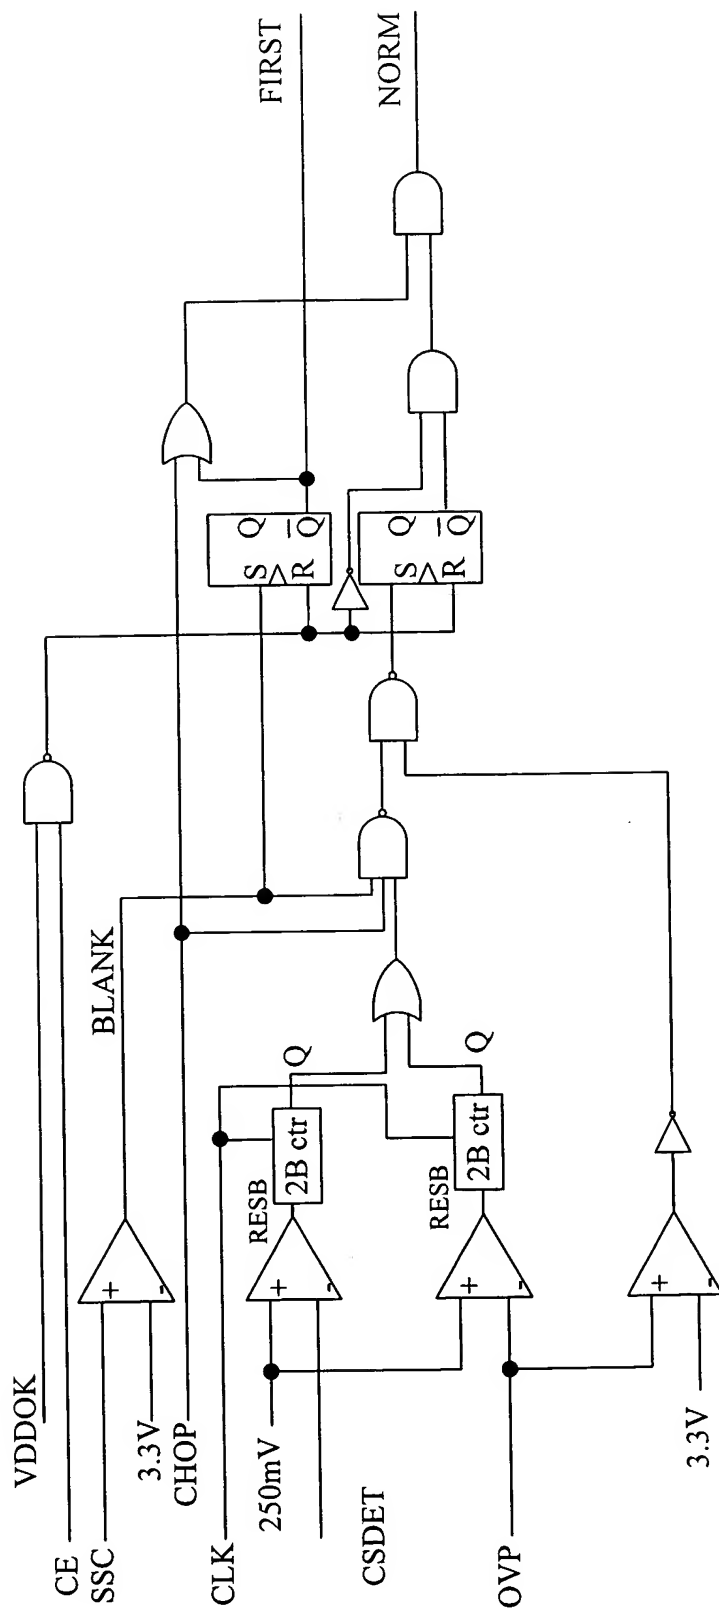 VDDOK
CE
SSC
3.3V
+
-
BLANK
CHOP
CLK
250mV
+
-
RESB
2B ctr
Q
CSDET
+
-
RESB
2B ctr
Q
OVP
+
-
3.3V
S
R
Q
Q̅
S
R
Q
Q̅
FIRST
NORM